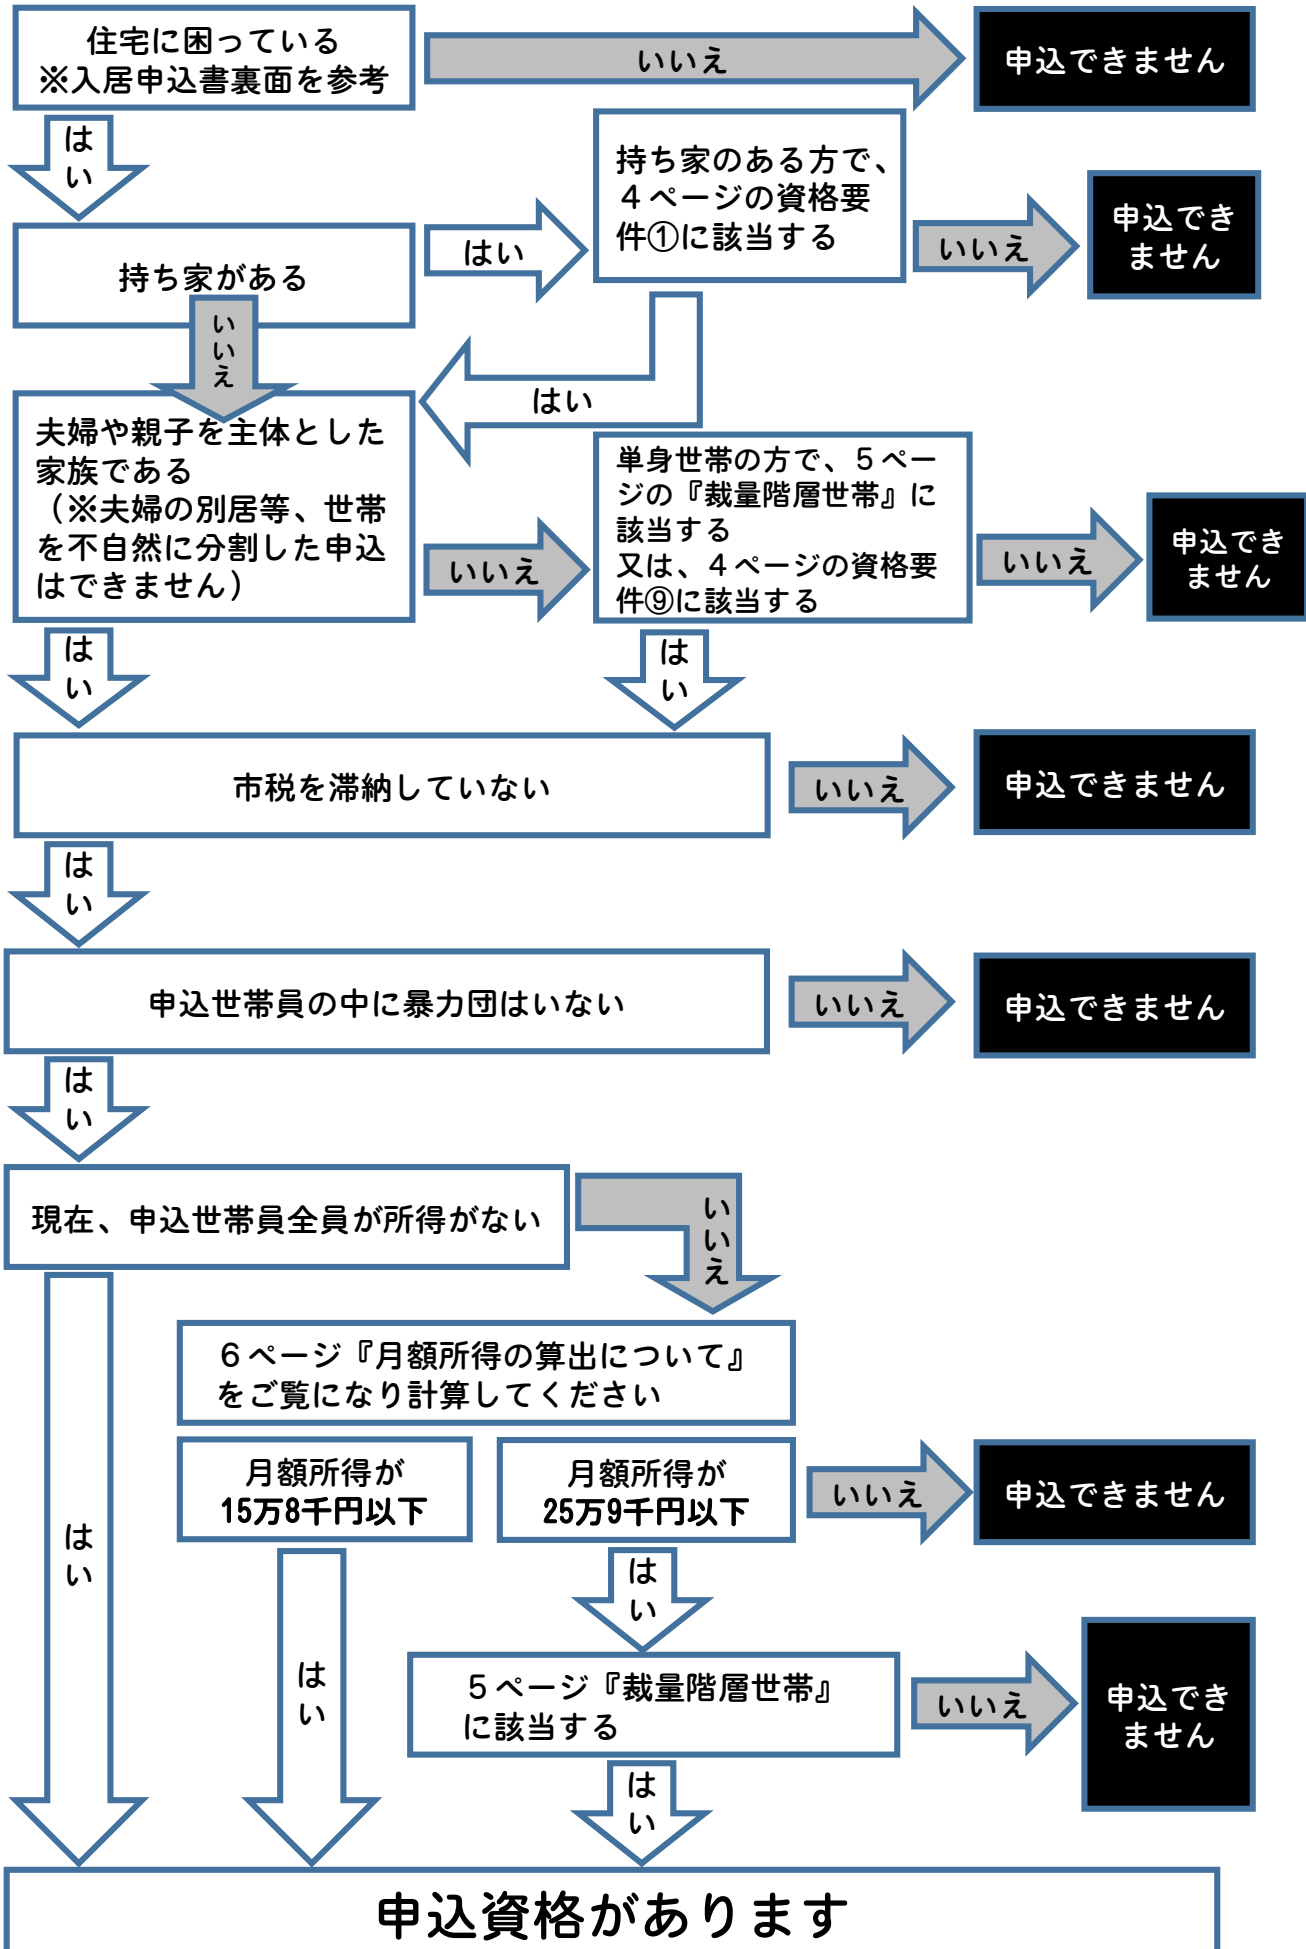 住宅に困っている
※入居申込書裏面を参考
いいえ
申込できません
はい
持ち家がある
はい
持ち家のある方で、
４ページの資格要
件①に該当する
いいえ
申込でき
ません
いいえ
はい
夫婦や親子を主体とした
家族である
（※夫婦の別居等、世帯
を不自然に分割した申込
はできません）
いいえ
単身世帯の方で、５ペー
ジの『裁量階層世帯』に
該当する
又は、４ページの資格要
件⑨に該当する
いいえ
申込でき
ません
はい
はい
市税を滞納していない
いいえ
申込できません
はい
申込世帯員の中に暴力団はいない
いいえ
申込できません
はい
現在、申込世帯員全員が所得がない
いいえ
６ページ『月額所得の算出について』
をご覧になり計算してください
月額所得が
15万8千円以下
月額所得が
25万9千円以下
いいえ
申込できません
はい
はい
はい
５ページ『裁量階層世帯』
に該当する
いいえ
申込でき
ません
はい
申込資格があります